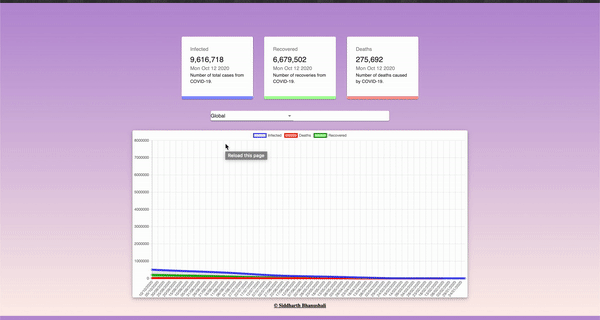 Infected
9,616,718
Mon Oct 12 2020
Number of total cases from
COVID-19.
Recovered
6,679,502
Mon Oct 12 2020
Number of recoveries from
COVID-19.
Deaths
275,692
Mon Oct 12 2020
Number of deaths caused
by COVID-19.
Global
Infected Deaths Recovered
Reload this page
8000000
7000000
6000000
5000000
4000000
3000000
2000000
1000000
0
© Siddharth Bhanushali